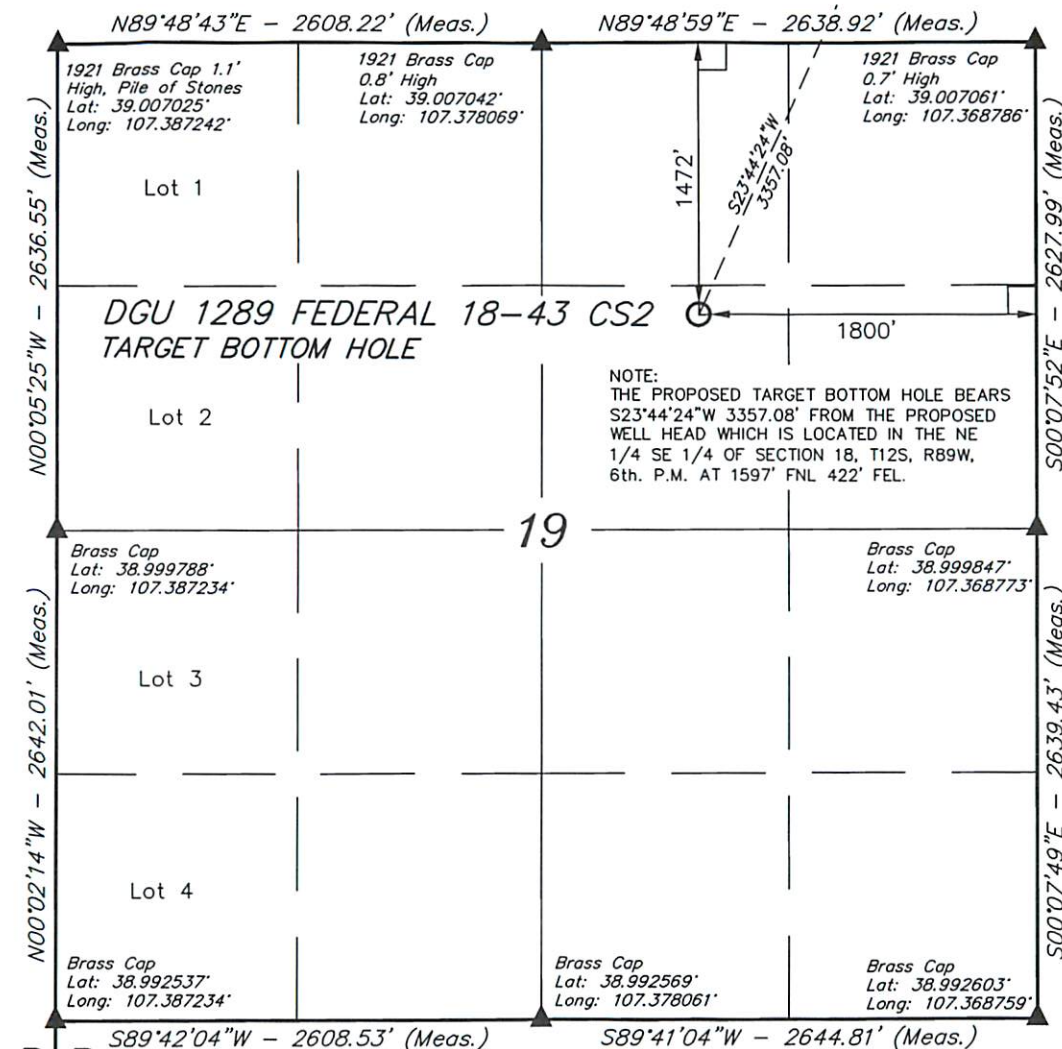 N89°48'43"E - 2608.22' (Meas.)
N89°48'59"E - 2638.92' (Meas.)
1921 Brass Cap 1.1'
High, Pile of Stones
Lat: 39.007025°
Long: 107.387242°
1921 Brass Cap
0.8' High
Lat: 39.007042°
Long: 107.378069°
1921 Brass Cap
0.7' High
Lat: 39.007061°
Long: 107.368786°
N00°05'25"W - 2636.55' (Meas.)
S00°07'52"E - 2627.99' (Meas.)
Lot 1
1472'
S23°44'24"W
3357.08'
DGU 1289 FEDERAL 18-43 CS2
TARGET BOTTOM HOLE
1800'
NOTE:
THE PROPOSED TARGET BOTTOM HOLE BEARS
S23°44'24"W 3357.08' FROM THE PROPOSED
WELL HEAD WHICH IS LOCATED IN THE NE
1/4 SE 1/4 OF SECTION 18, T12S, R89W,
6th. P.M. AT 1597' FNL 422' FEL.
Lot 2
19
Brass Cap
Lat: 38.999788°
Long: 107.387234°
Brass Cap
Lat: 38.999847°
Long: 107.368773°
N00°02'14"W - 2642.01' (Meas.)
S00°07'49"E - 2639.43' (Meas.)
Lot 3
Lot 4
Brass Cap
Lat: 38.992537°
Long: 107.387234°
Brass Cap
Lat: 38.992569°
Long: 107.378061°
Brass Cap
Lat: 38.992603°
Long: 107.368759°
S89°42'04"W - 2608.53' (Meas.)
S89°41'04"W - 2644.81' (Meas.)